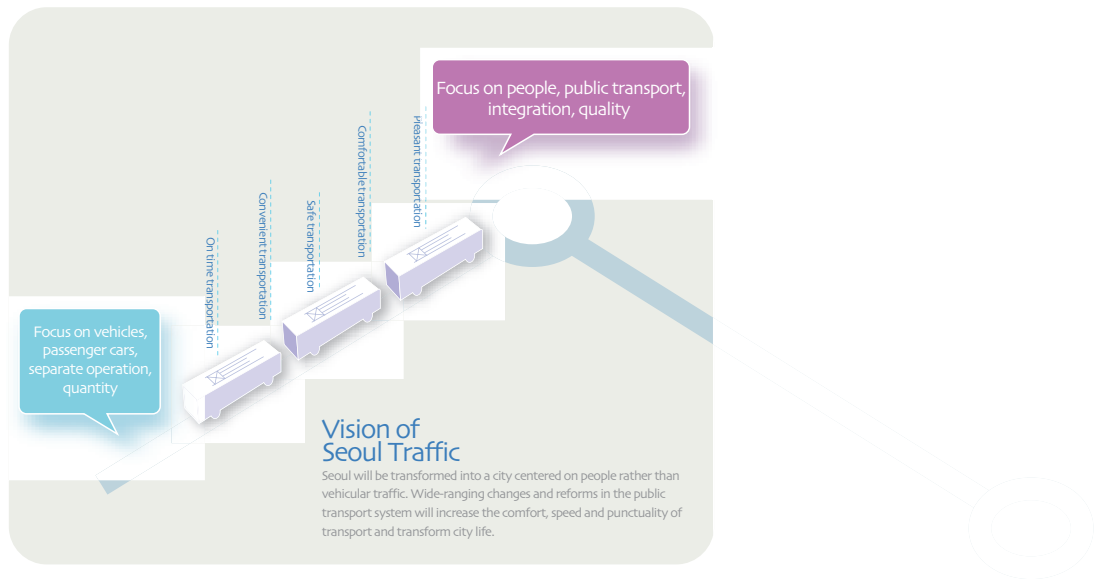 Focus on people, public transport,
integration, quality
Pleasant transportation
Comfortable transportation
Safe transportation
Convenient transportation
On time transportation
Focus on vehicles,
passenger cars,
separate operation,
quantity
Vision of
Seoul Traffic
Seoul will be transformed into a city centered on people rather than
vehicular traffic. Wide-ranging changes and reforms in the public
transport system will increase the comfort, speed and punctuality of
transport and transform city life.